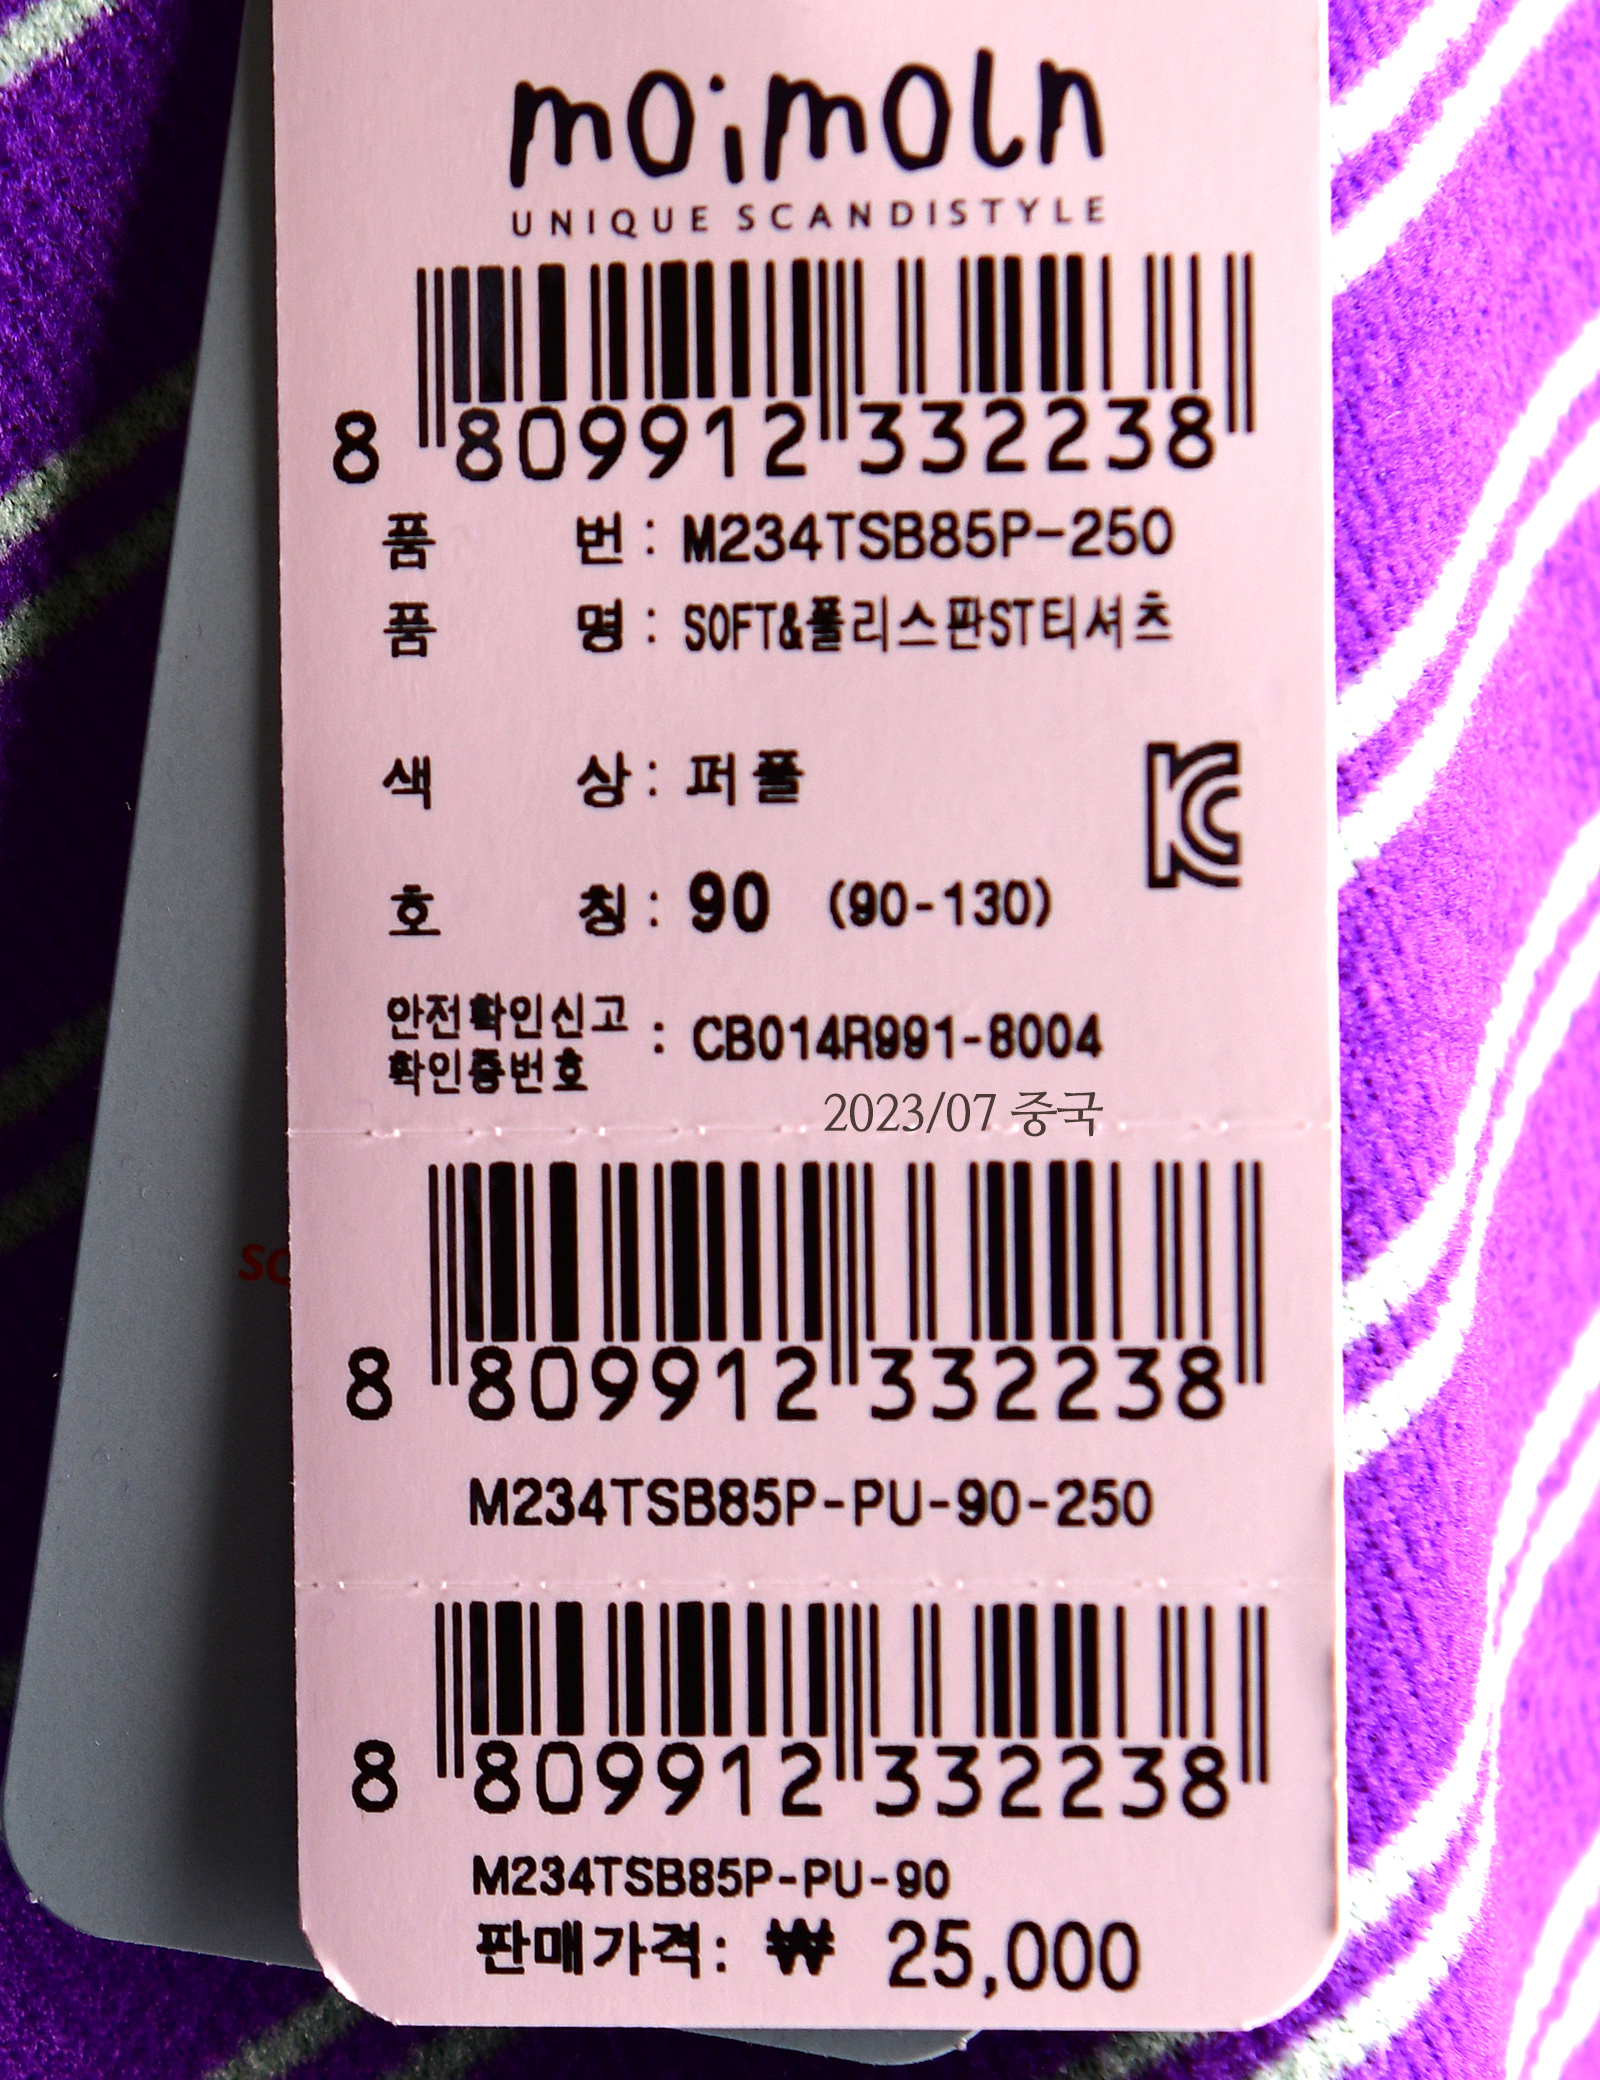 moimoln
UNIQUE SCANDISTYLE
8 809912 332238
품 번 : M234TSB85P-250
품 명 : SOFT&폴리스판ST티셔츠
색 상 : 퍼플
호 칭 : 90 (90-130)
안전확인신고
확인증번호 : CB014R991-8004
2023/07 중국
8 809912 332238
M234TSB85P-PU-90-250
8 809912 332238
M234TSB85P-PU-90
판매가격: ₩ 25,000